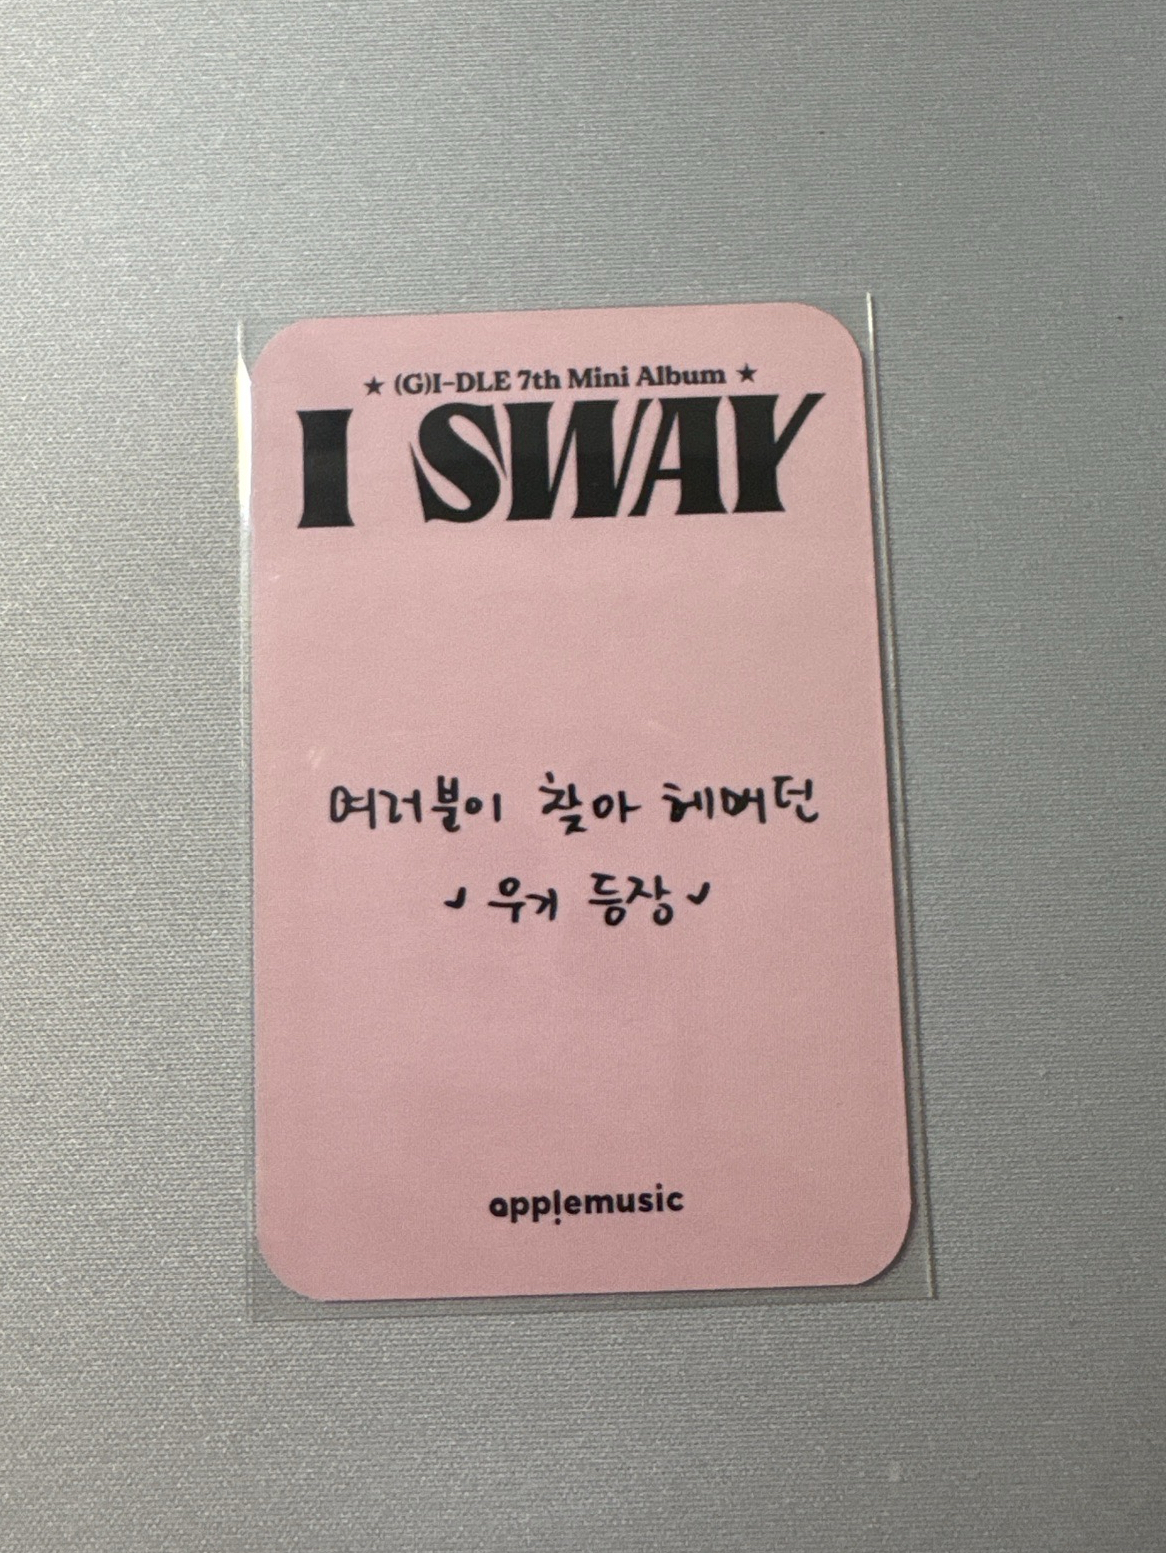 ★ (G)I-DLE 7th Mini Album ★
I SWAY
여러분이 찾아 헤메던
✓ 우기 등장 ✓
applemusic